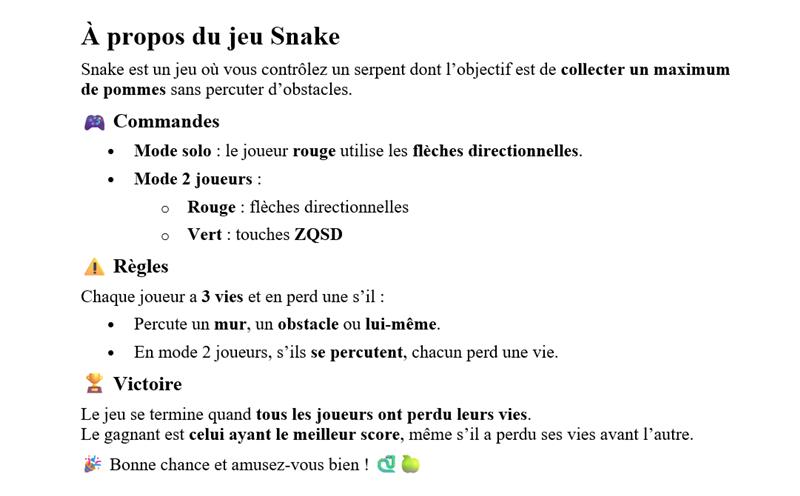 À propos du jeu Snake
Snake est un jeu où vous contrôlez un serpent dont l’objectif est de collecter un maximum
de pommes sans percuter d’obstacles.
🎮 Commandes
• Mode solo : le joueur rouge utilise les flèches directionnelles.
• Mode 2 joueurs :
o Rouge : flèches directionnelles
o Vert : touches ZQSD
⚠️ Règles
Chaque joueur a 3 vies et en perd une s’il :
• Percute un mur, un obstacle ou lui-même.
• En mode 2 joueurs, s’ils se percutent, chacun perd une vie.
🏆 Victoire
Le jeu se termine quand tous les joueurs ont perdu leurs vies.
Le gagnant est celui ayant le meilleur score, même s’il a perdu ses vies avant l’autre.
🎉 Bonne chance et amusez-vous bien ! 🐍🍏